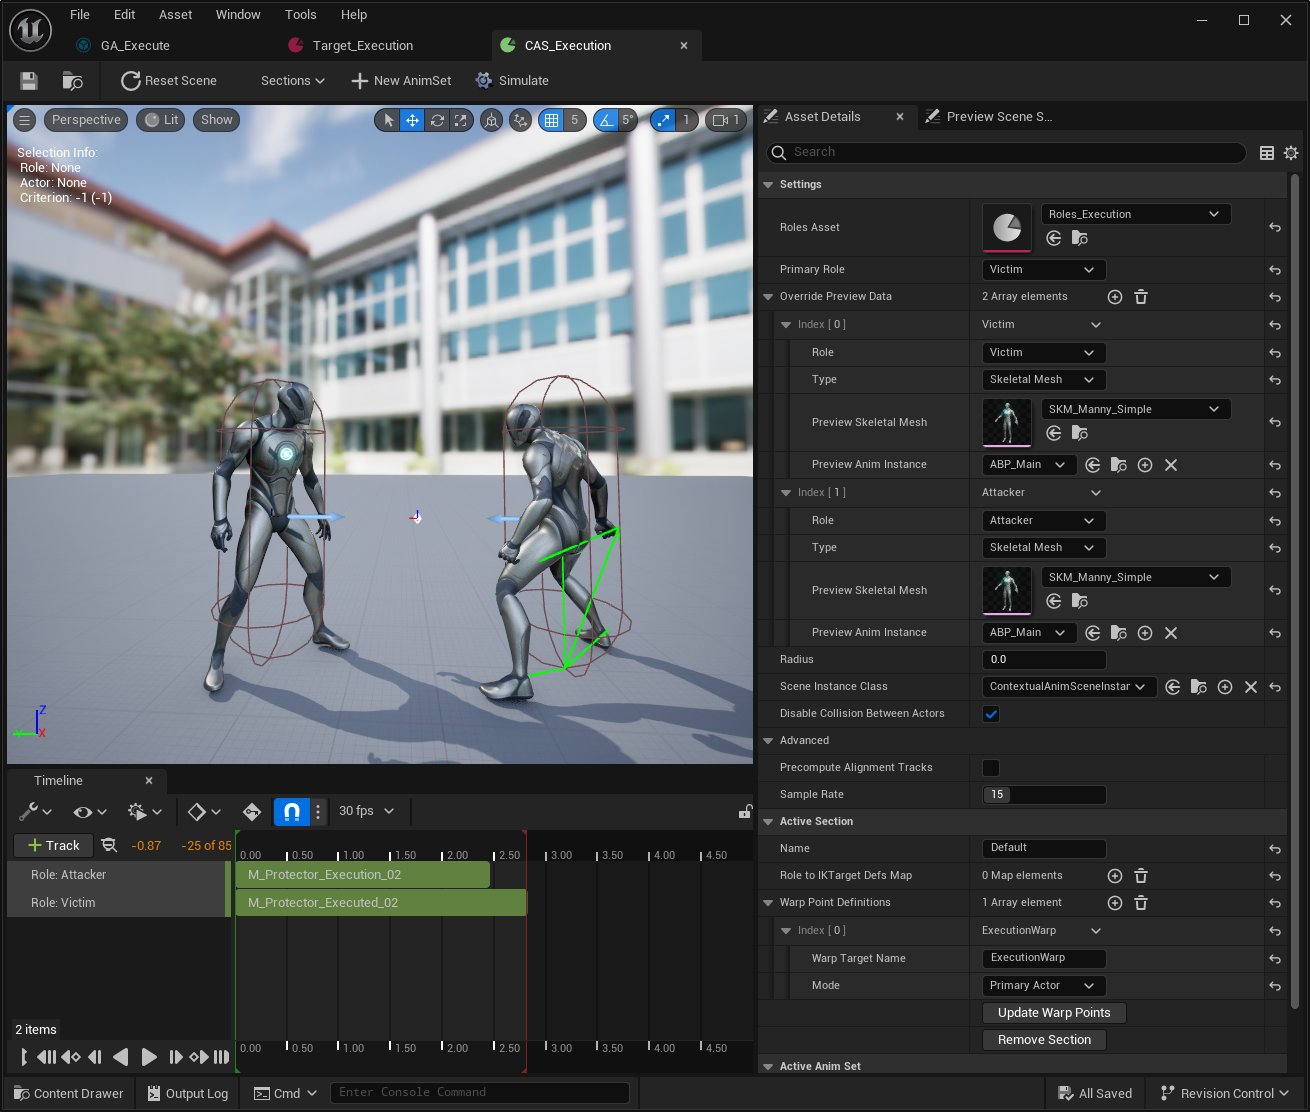 File Edit Asset Window Tools Help
GA_Execute Target_Execution CAS_Execution
Reset Scene Sections New AnimSet Simulate
Perspective Lit Show 5 5° 1 1
Selection Info:
Role: None
Actor: None
Criterion: -1 (-1)
Z
Y X
Timeline
30 fps
Track -0.87 -25 of 85
0.00 0.50 1.00 1.50 2.00 2.50 3.00 3.50 4.00 4.50
Role: Attacker M_Protector_Execution_02
Role: Victim M_Protector_Executed_02
2 items
0.00 0.50 1.00 1.50 2.00 2.50 3.00 3.50 4.00 4.50
Asset Details Preview Scene S...
Search
Settings
Roles Asset Roles_Execution
Primary Role Victim
Override Preview Data 2 Array elements
Index [ 0 ] Victim
Role Victim
Type Skeletal Mesh
Preview Skeletal Mesh SKM_Manny_Simple
Preview Anim Instance ABP_Main
Index [ 1 ] Attacker
Role Attacker
Type Skeletal Mesh
Preview Skeletal Mesh SKM_Manny_Simple
Preview Anim Instance ABP_Main
Radius 0.0
Scene Instance Class ContextualAnimSceneInstar
Disable Collision Between Actors
Advanced
Precompute Alignment Tracks
Sample Rate 15
Active Section
Name Default
Role to IKTarget Defs Map 0 Map elements
Warp Point Definitions 1 Array element
Index [ 0 ] ExecutionWarp
Warp Target Name ExecutionWarp
Mode Primary Actor
Update Warp Points
Remove Section
Active Anim Set
Content Drawer Output Log Cmd Enter Console Command All Saved Revision Control